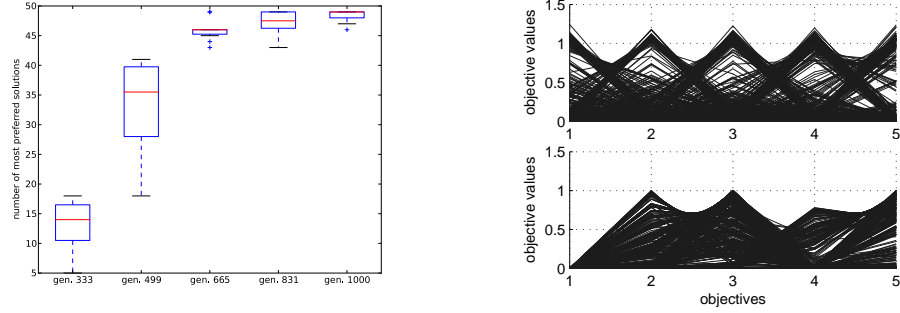 number of most preferred solutions
50
45
40
35
30
25
20
15
10
5
gen. 333 gen. 499 gen. 665 gen. 831 gen. 1000
objective values
1.5
1
0.5
0
1 2 3 4 5
objective values
1.5
1
0.5
0
1 2 3 4 5
objectives